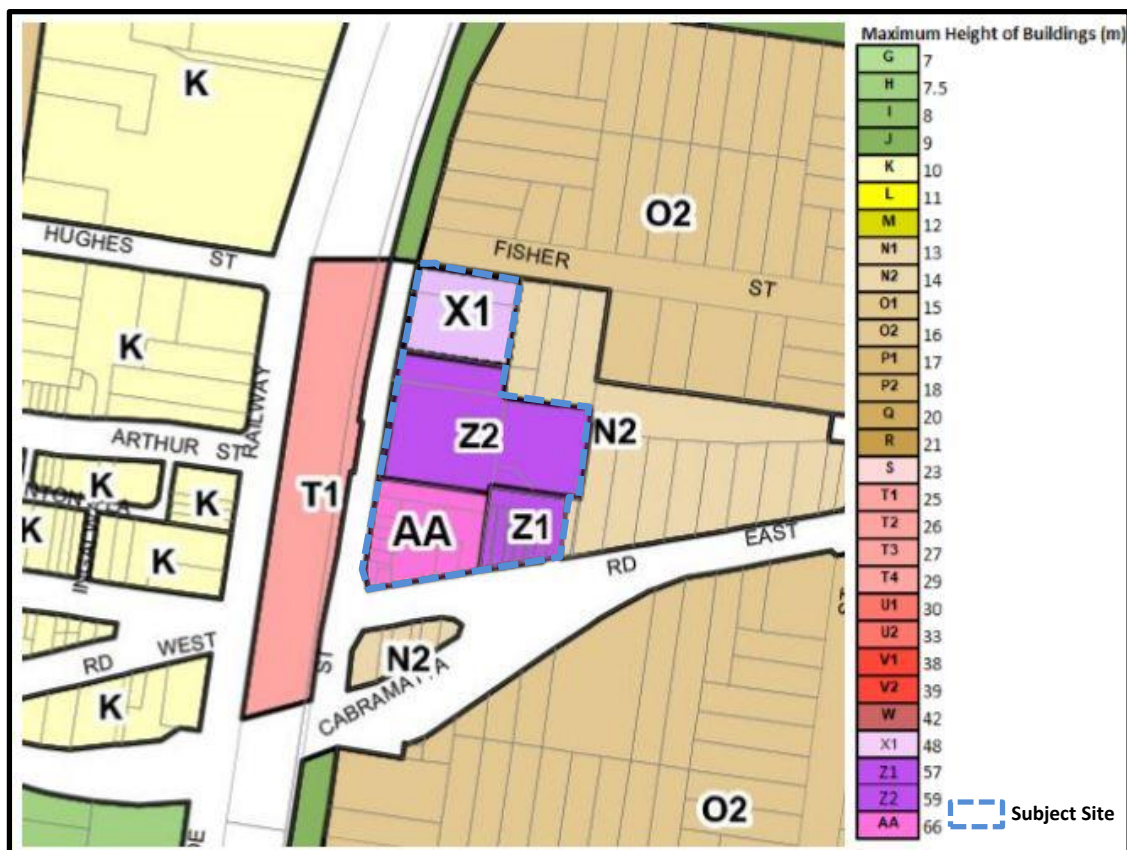 Maximum Height of Buildings (m)
G 7
H 7.5
I 8
J 9
K 10
L 11
M 12
N1 13
N2 14
O1 15
O2 16
P1 17
P2 18
Q 20
R 21
S 23
T1 25
T2 26
T3 27
T4 29
U1 30
U2 33
V1 38
V2 39
W 42
X1 48
Z1 57
Z2 59
AA 66
Subject Site
K
O2
HUGHES ST
FISHER ST
X1
K
RAILWAY
ARTHUR ST
Z2
N2
K
K
T1
K
K
AA
Z1
RD EAST
RD WEST
ST
N2
K
CABRAMATTA
O2